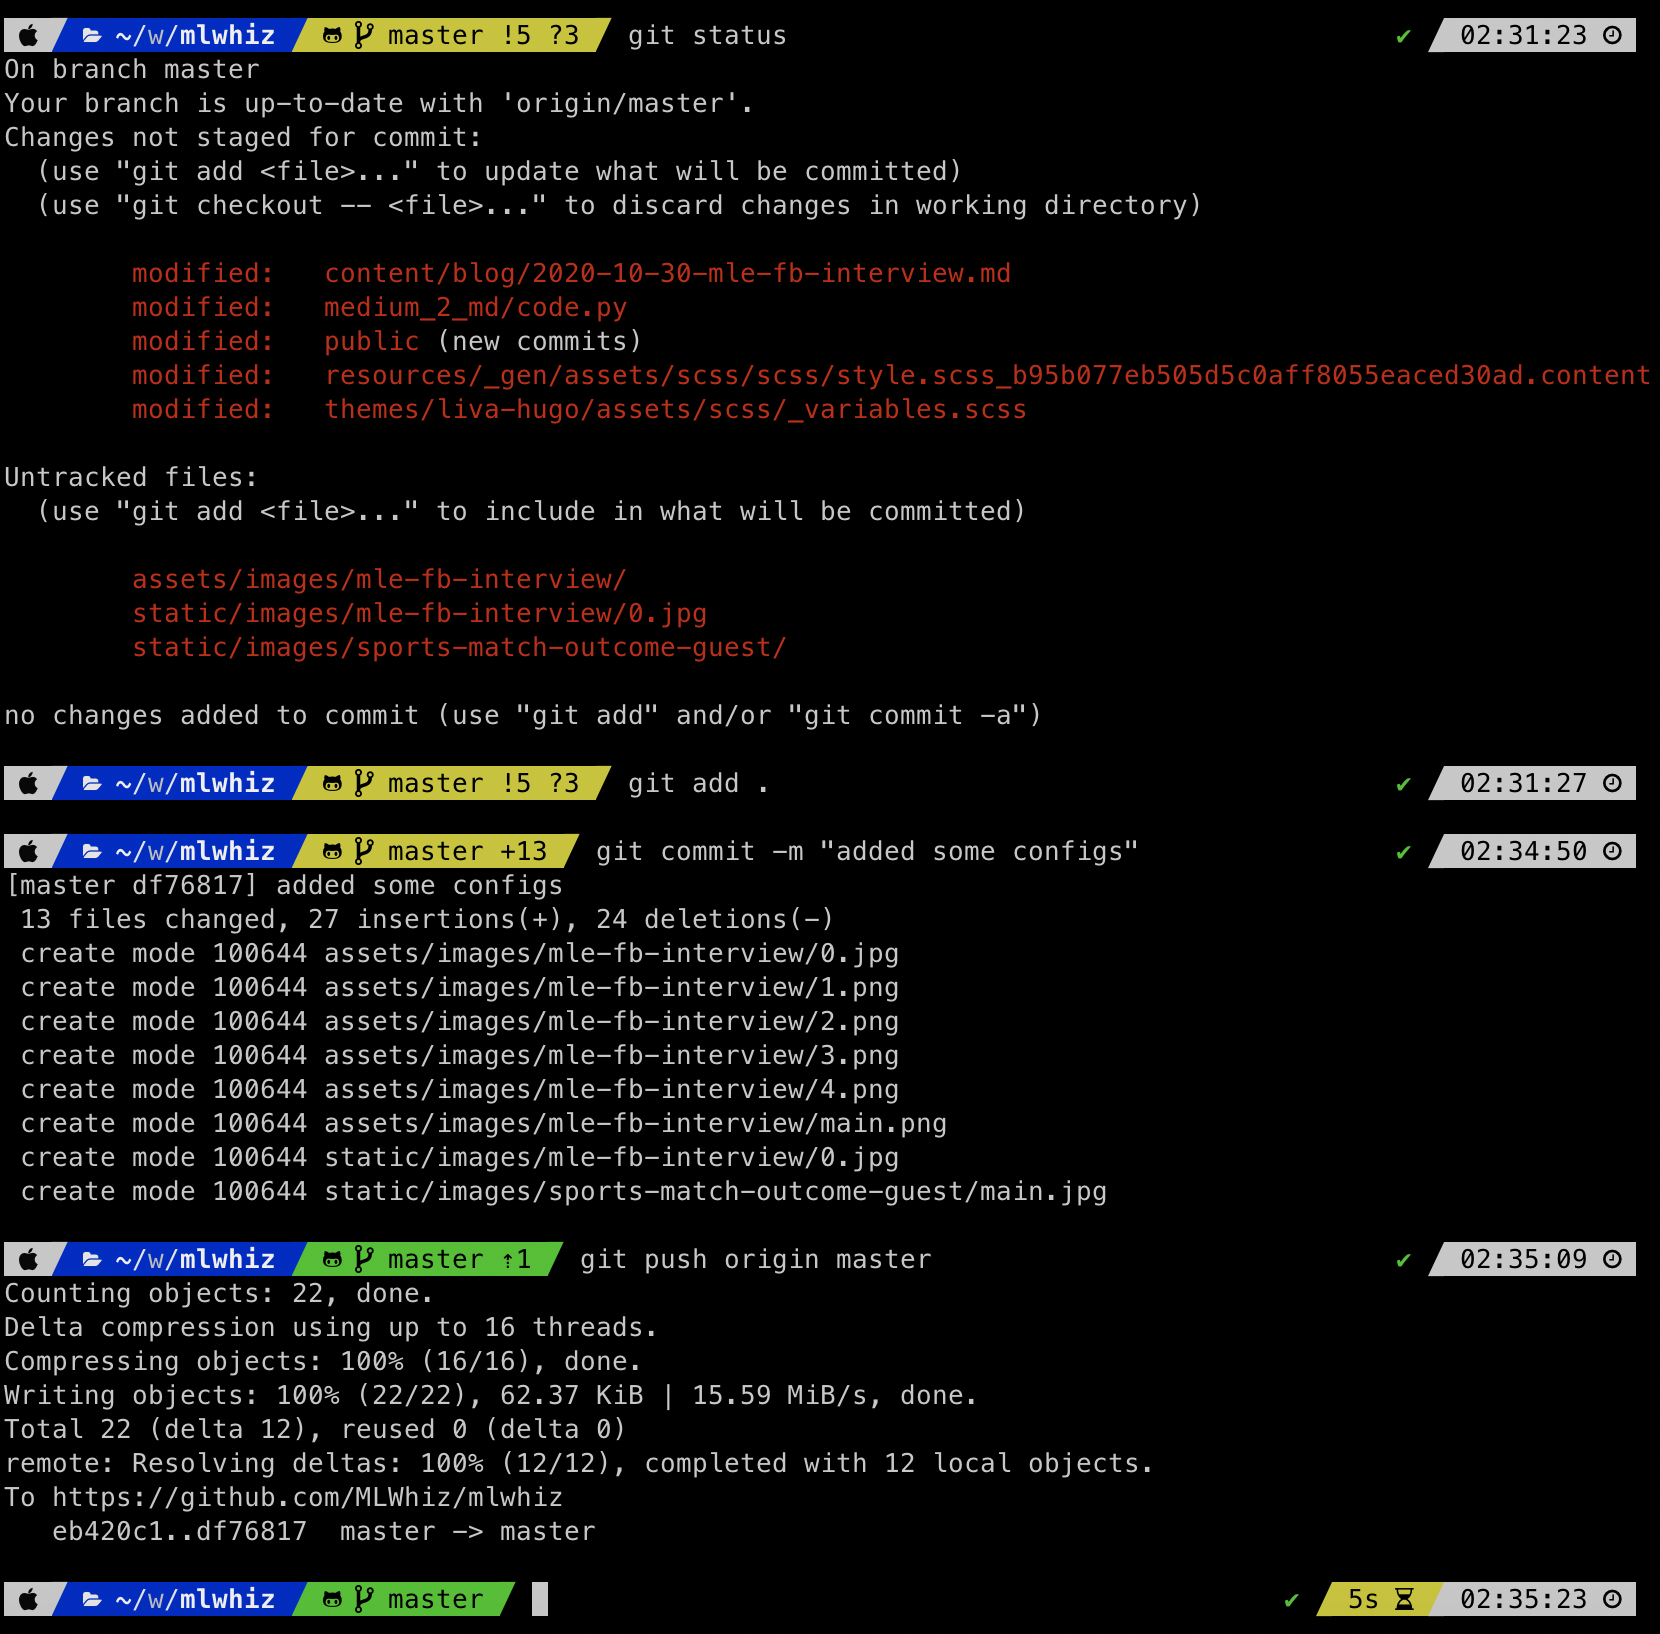 ~/w/mlwhiz master !5 ?3 git status ✔ 02:31:23
On branch master
Your branch is up-to-date with 'origin/master'.
Changes not staged for commit:
  (use "git add <file>..." to update what will be committed)
  (use "git checkout -- <file>..." to discard changes in working directory)
        modified:   content/blog/2020-10-30-mle-fb-interview.md
        modified:   medium_2_md/code.py
        modified:   public (new commits)
        modified:   resources/_gen/assets/scss/scss/style.scss_b95b077eb505d5c0aff8055eaced30ad.content
        modified:   themes/liva-hugo/assets/scss/_variables.scss
Untracked files:
  (use "git add <file>..." to include in what will be committed)
        assets/images/mle-fb-interview/
        static/images/mle-fb-interview/0.jpg
        static/images/sports-match-outcome-guest/
no changes added to commit (use "git add" and/or "git commit -a")
~/w/mlwhiz master !5 ?3 git add . ✔ 02:31:27
~/w/mlwhiz master +13 git commit -m "added some configs" ✔ 02:34:50
[master df76817] added some configs
 13 files changed, 27 insertions(+), 24 deletions(-)
 create mode 100644 assets/images/mle-fb-interview/0.jpg
 create mode 100644 assets/images/mle-fb-interview/1.png
 create mode 100644 assets/images/mle-fb-interview/2.png
 create mode 100644 assets/images/mle-fb-interview/3.png
 create mode 100644 assets/images/mle-fb-interview/4.png
 create mode 100644 assets/images/mle-fb-interview/main.png
 create mode 100644 static/images/mle-fb-interview/0.jpg
 create mode 100644 static/images/sports-match-outcome-guest/main.jpg
~/w/mlwhiz master ⇡1 git push origin master ✔ 02:35:09
Counting objects: 22, done.
Delta compression using up to 16 threads.
Compressing objects: 100% (16/16), done.
Writing objects: 100% (22/22), 62.37 KiB | 15.59 MiB/s, done.
Total 22 (delta 12), reused 0 (delta 0)
remote: Resolving deltas: 100% (12/12), completed with 12 local objects.
To https://github.com/MLWhiz/mlwhiz
   eb420c1..df76817  master -> master
~/w/mlwhiz master ✔ 5s 02:35:23